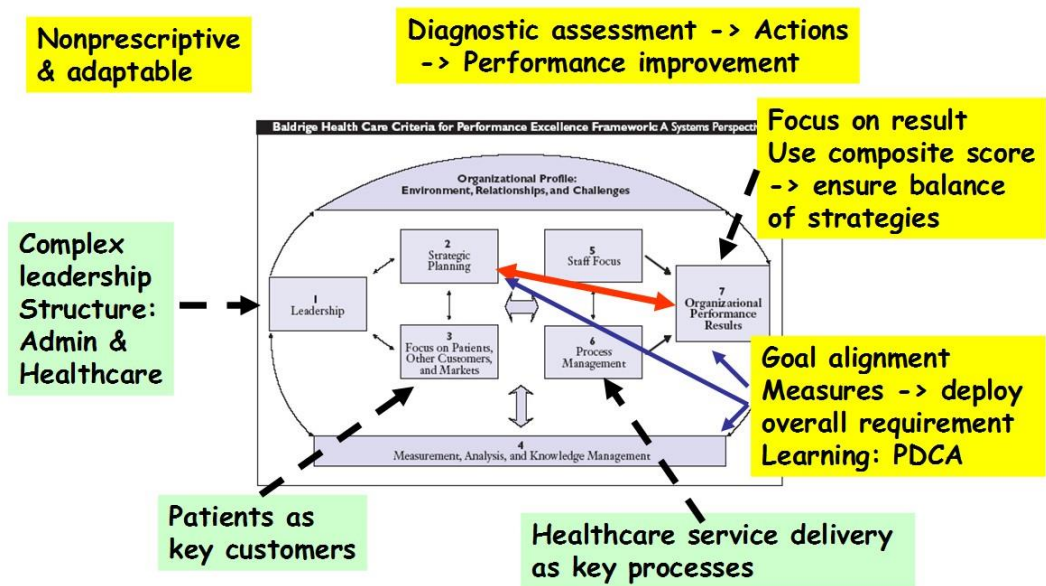 Nonprescriptive
& adaptable
Diagnostic assessment -> Actions
-> Performance improvement
Baldrige Health Care Criteria for Performance Excellence Framework: A Systems Perspectiv
Focus on result
Use composite score
-> ensure balance
of strategies
Organizational Profile:
Environment, Relationships, and Challenges
Complex
leadership
Structure:
Admin &
Healthcare
2
Strategic
Planning
5
Staff Focus
1
Leadership
7
Organizational
Performance
Results
3
Focus on Patients,
Other Customers,
and Markets
6
Process
Management
Goal alignment
Measures -> deploy
overall requirement
Learning: PDCA
4
Measurement, Analysis, and Knowledge Management
Patients as
key customers
Healthcare service delivery
as key processes